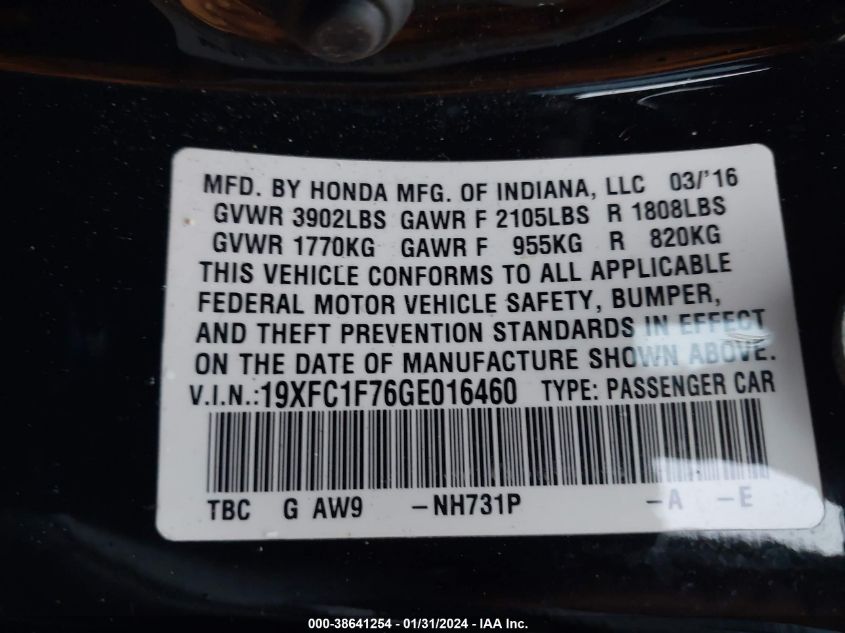 MFD. BY HONDA MFG. OF INDIANA, LLC 03/'16
GVWR 3902LBS GAWR F 2105LBS R 1808LBS
GVWR 1770KG GAWR F 955KG R 820KG
THIS VEHICLE CONFORMS TO ALL APPLICABLE
FEDERAL MOTOR VEHICLE SAFETY, BUMPER,
AND THEFT PREVENTION STANDARDS IN EFFECT
ON THE DATE OF MANUFACTURE SHOWN ABOVE.
V.I.N.:19XFC1F76GE016460 TYPE: PASSENGER CAR
TBC G AW9 -NH731P -A -E
000-38641254 - 01/31/2024 - IAA Inc.